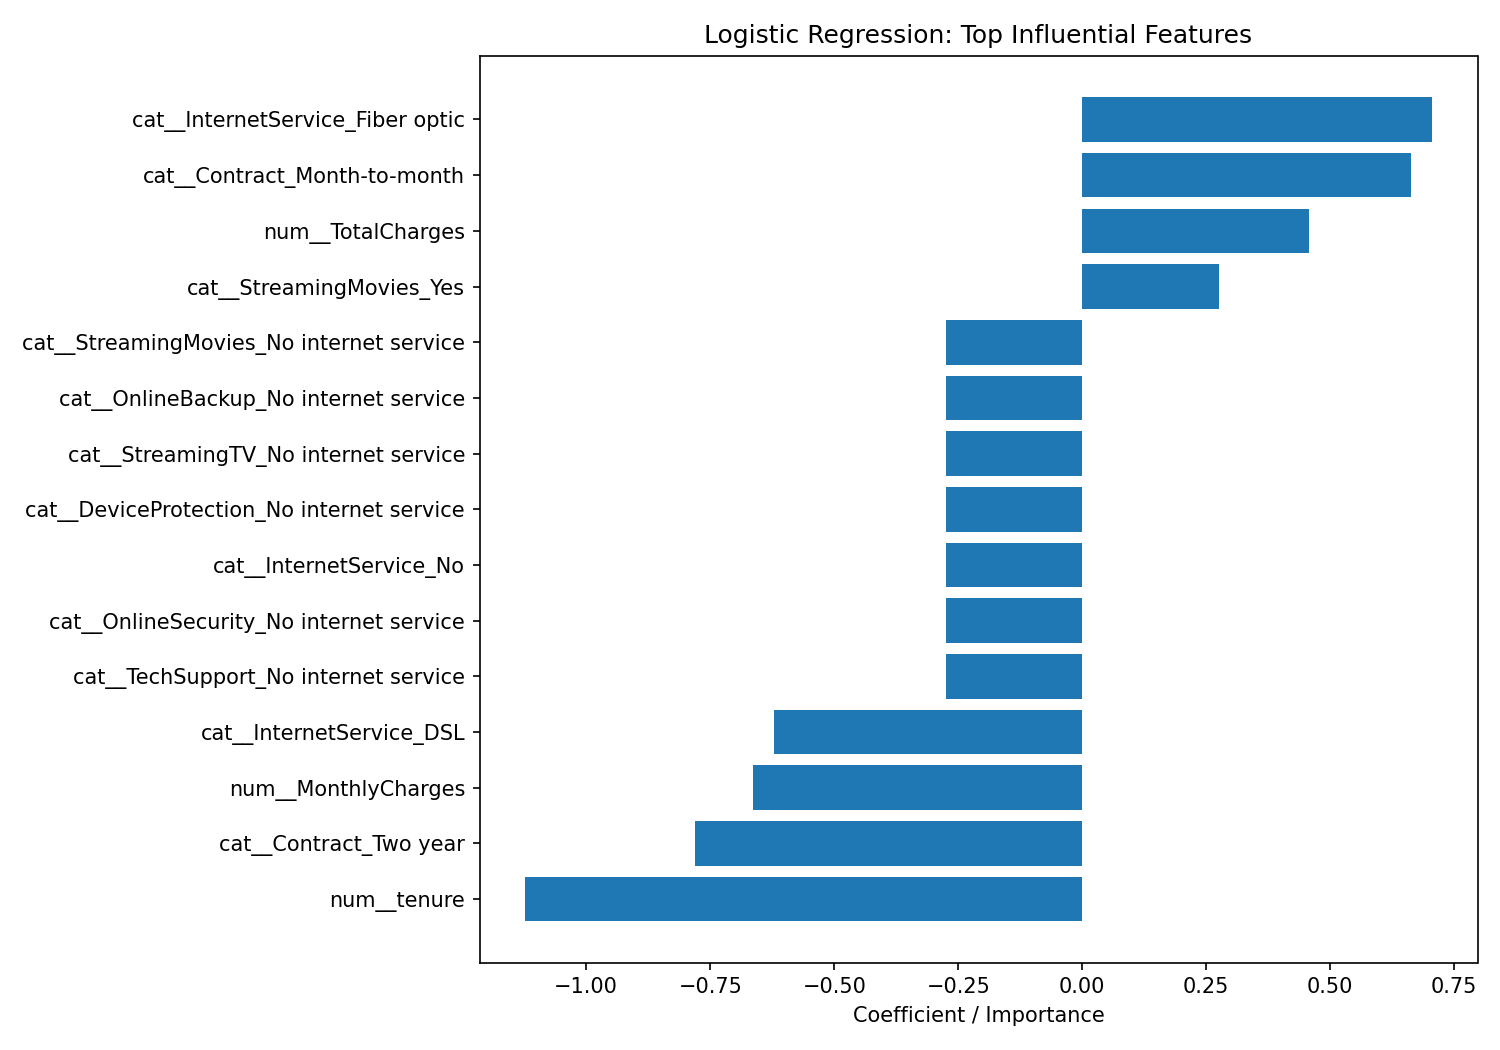 Logistic Regression: Top Influential Features
cat__InternetService_Fiber optic
cat__Contract_Month-to-month
num__TotalCharges
cat__StreamingMovies_Yes
cat__StreamingMovies_No internet service
cat__OnlineBackup_No internet service
cat__StreamingTV_No internet service
cat__DeviceProtection_No internet service
cat__InternetService_No
cat__OnlineSecurity_No internet service
cat__TechSupport_No internet service
cat__InternetService_DSL
num__MonthlyCharges
cat__Contract_Two year
num__tenure
−1.00 −0.75 −0.50 −0.25 0.00 0.25 0.50 0.75
Coefficient / Importance